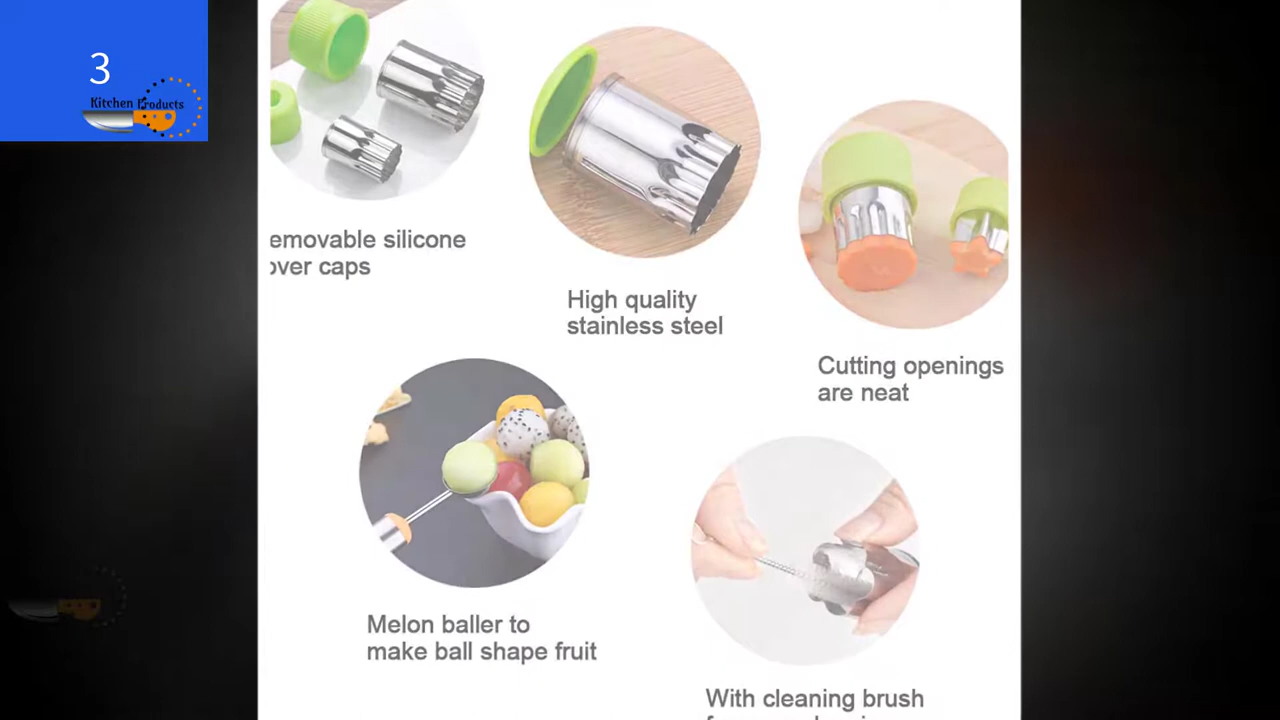 3
Kitchen Products
emovable silicone
over caps
High quality
stainless steel
Cutting openings
are neat
Melon baller to
make ball shape fruit
With cleaning brush